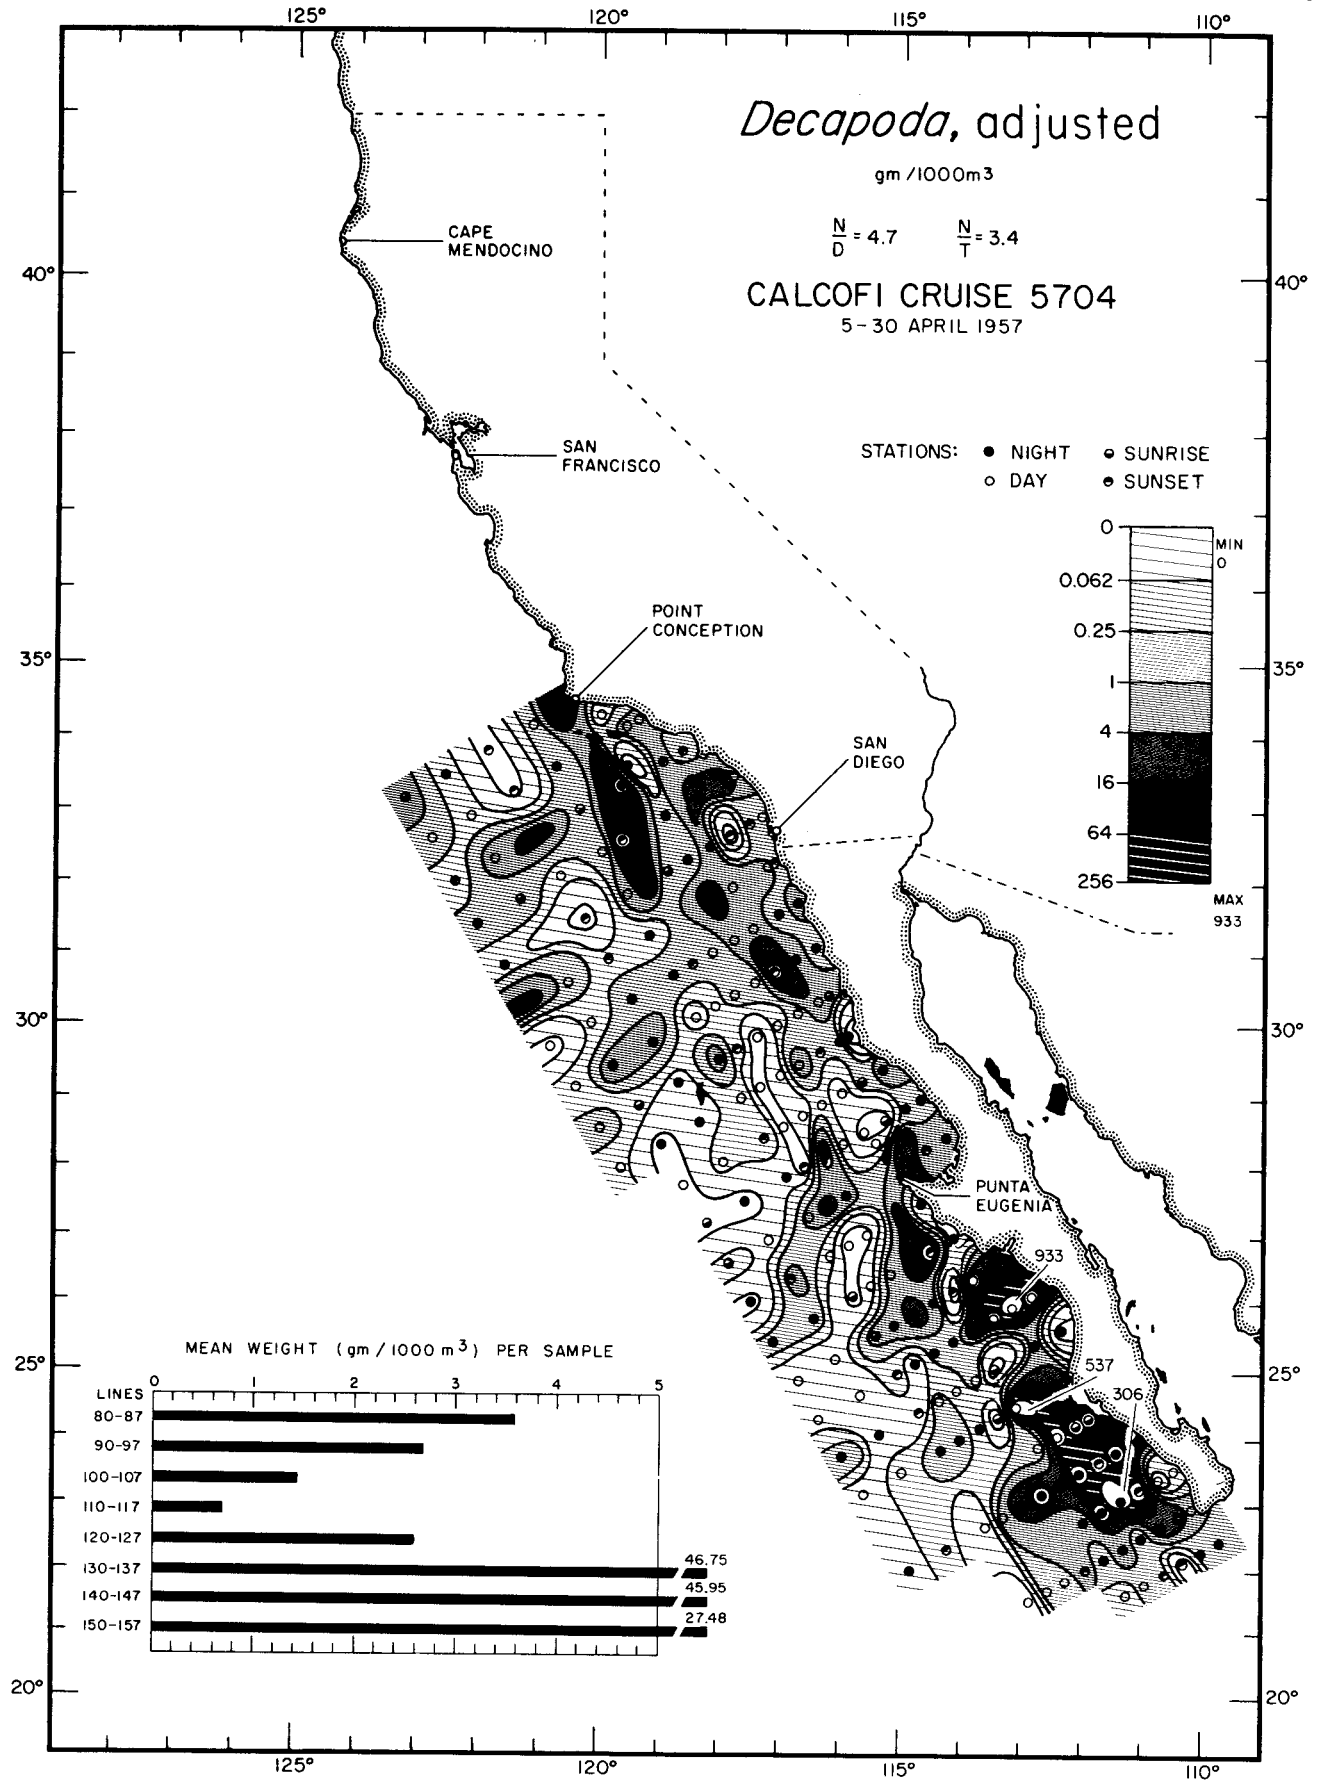 125° 120° 115° 110°
Decapoda, adjusted
gm/1000m³
N/D = 4.7 N/T = 3.4
CALCOFI CRUISE 5704
5-30 APRIL 1957
CAPE
MENDOCINO
40° 40°
SAN
FRANCISCO
STATIONS: NIGHT SUNRISE
DAY SUNSET
0
MIN
0
0.062
0.25
1
4
16
64
256
MAX
933
POINT
CONCEPTION
35° 35°
SAN
DIEGO
30° 30°
PUNTA
EUGENIA
933
537
306
25° 25°
MEAN WEIGHT (gm/1000 m³) PER SAMPLE
LINES
0 1 2 3 4 5
80-87
90-97
100-107
110-117
120-127
130-137 46.75
140-147 45.95
150-157 27.48
20° 20°
125° 120° 115° 110°